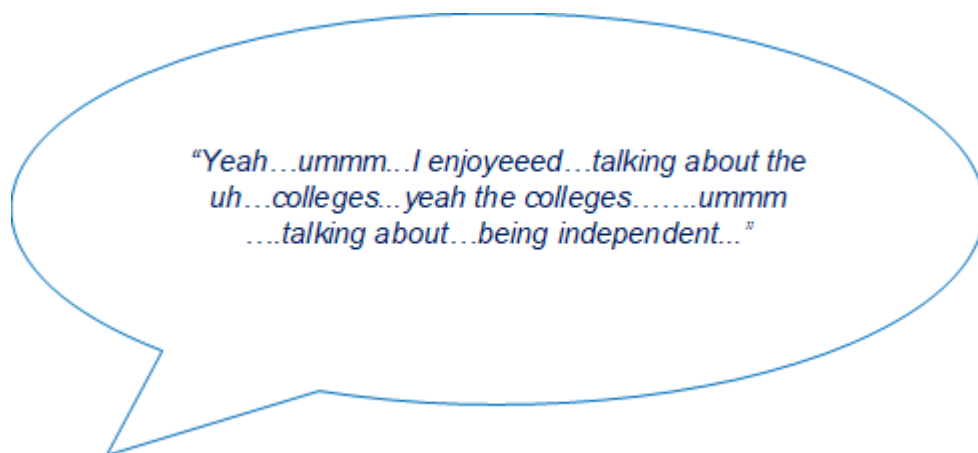 “Yeah…ummm...I enjoyeeed…talking about the
uh…colleges...yeah the colleges…….ummm
….talking about…being independent...”